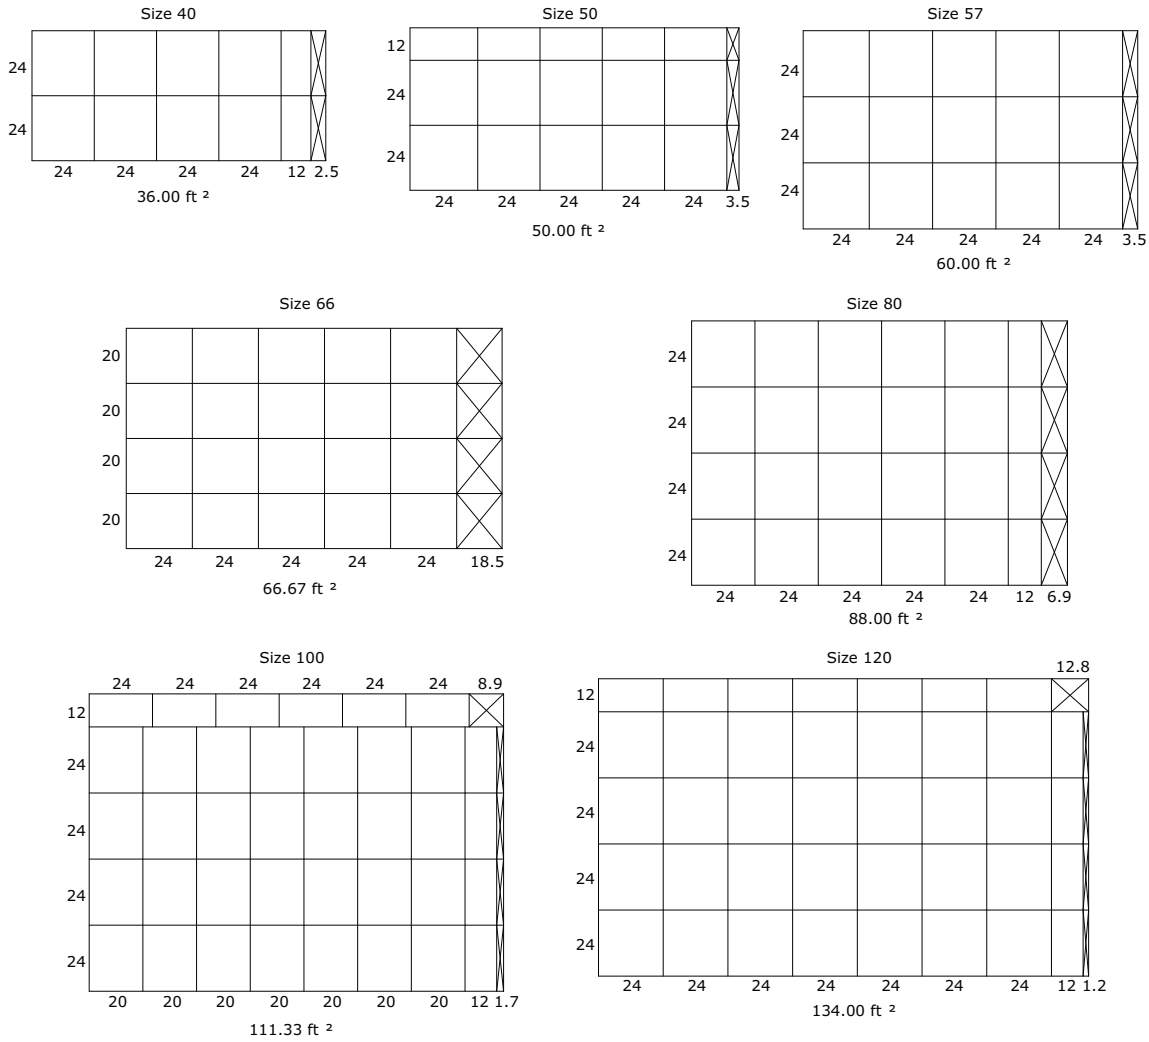 Size 40
24
24
24 24 24 24 12 2.5
36.00 ft ²
Size 50
12
24
24
24 24 24 24 24 3.5
50.00 ft ²
Size 57
24
24
24
24 24 24 24 24 3.5
60.00 ft ²
Size 66
20
20
20
20
24 24 24 24 24 18.5
66.67 ft ²
Size 80
24
24
24
24
24 24 24 24 24 12 6.9
88.00 ft ²
Size 100
24 24 24 24 24 24 8.9
12
24
24
24
24
20 20 20 20 20 20 20 12 1.7
111.33 ft ²
Size 120
12.8
12
24
24
24
24
24 24 24 24 24 24 24 12 1.2
134.00 ft ²